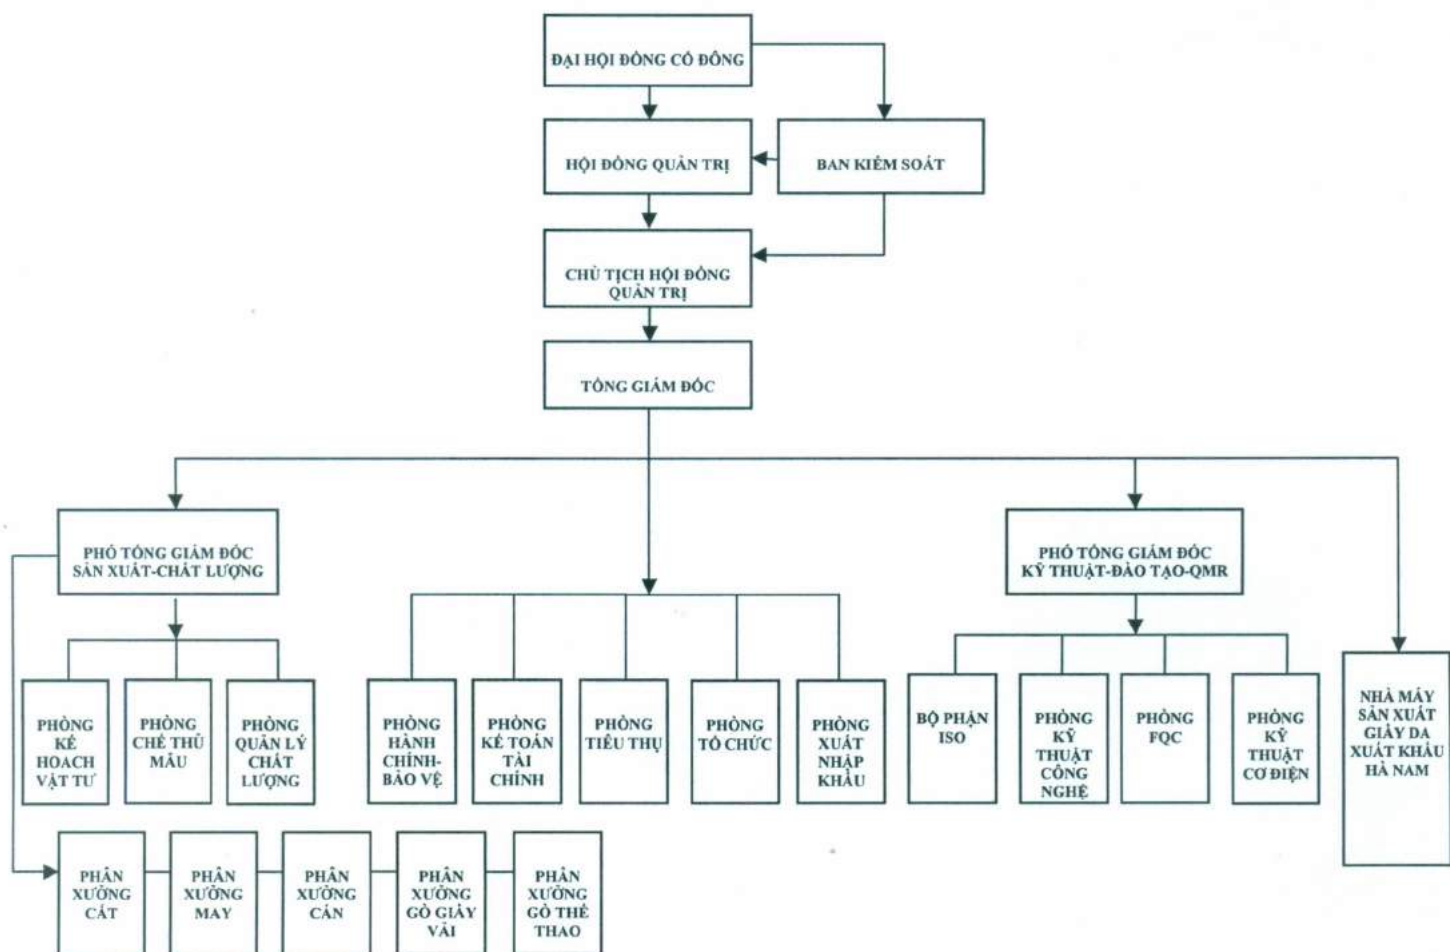 ĐẠI HỘI ĐỒNG CỔ ĐÔNG
HỘI ĐỒNG QUẢN TRỊ
BAN KIỂM SOÁT
CHỦ TỊCH HỘI ĐỒNG
QUẢN TRỊ
TỔNG GIÁM ĐỐC
PHÓ TỔNG GIÁM ĐỐC
SẢN XUẤT-CHẤT LƯỢNG
PHÓ TỔNG GIÁM ĐỐC
KỸ THUẬT-ĐÀO TẠO-QMR
PHÒNG
KẾ
HOẠCH
VẬT TƯ
PHÒNG
CHẾ THỬ
MẪU
PHÒNG
QUẢN LÝ
CHẤT
LƯỢNG
PHÒNG
HÀNH
CHÍNH-
BẢO VỆ
PHÒNG
KẾ TOÁN
TÀI
CHÍNH
PHÒNG
TIÊU THỤ
PHÒNG
TỔ CHỨC
PHÒNG
XUẤT
NHẬP
KHẨU
BỘ PHẬN
ISO
PHÒNG
KỸ
THUẬT
CÔNG
NGHỆ
PHÒNG
FQC
PHÒNG
KỸ
THUẬT
CƠ ĐIỆN
NHÀ MÁY
SẢN XUẤT
GIẦY DA
XUẤT KHẨU
HÀ NAM
PHÂN
XƯỞNG
CẮT
PHÂN
XƯỞNG
MAY
PHÂN
XƯỞNG
CÁN
PHÂN
XƯỞNG
GÒ GIẦY
VẢI
PHÂN
XƯỞNG
GÒ THỂ
THAO